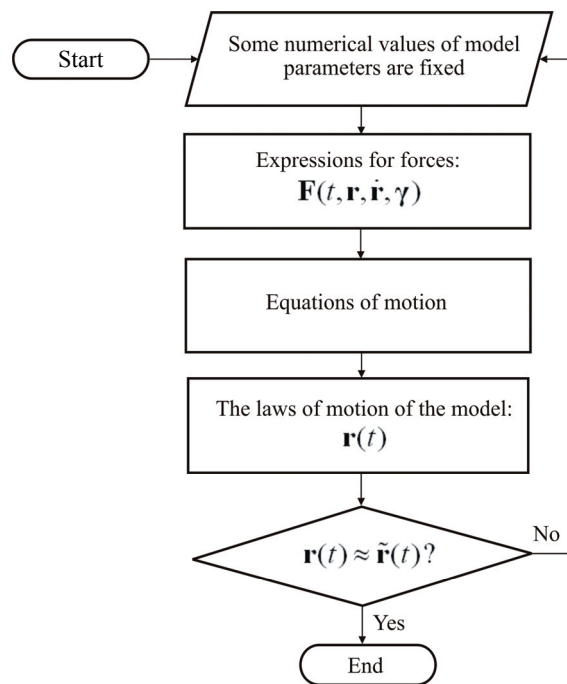 Start
Some numerical values of model
parameters are fixed
Expressions for forces:
F(t, r, ṙ, γ)
Equations of motion
The laws of motion of the model:
r(t)
r(t) ≈ r̃(t)?
No
Yes
End